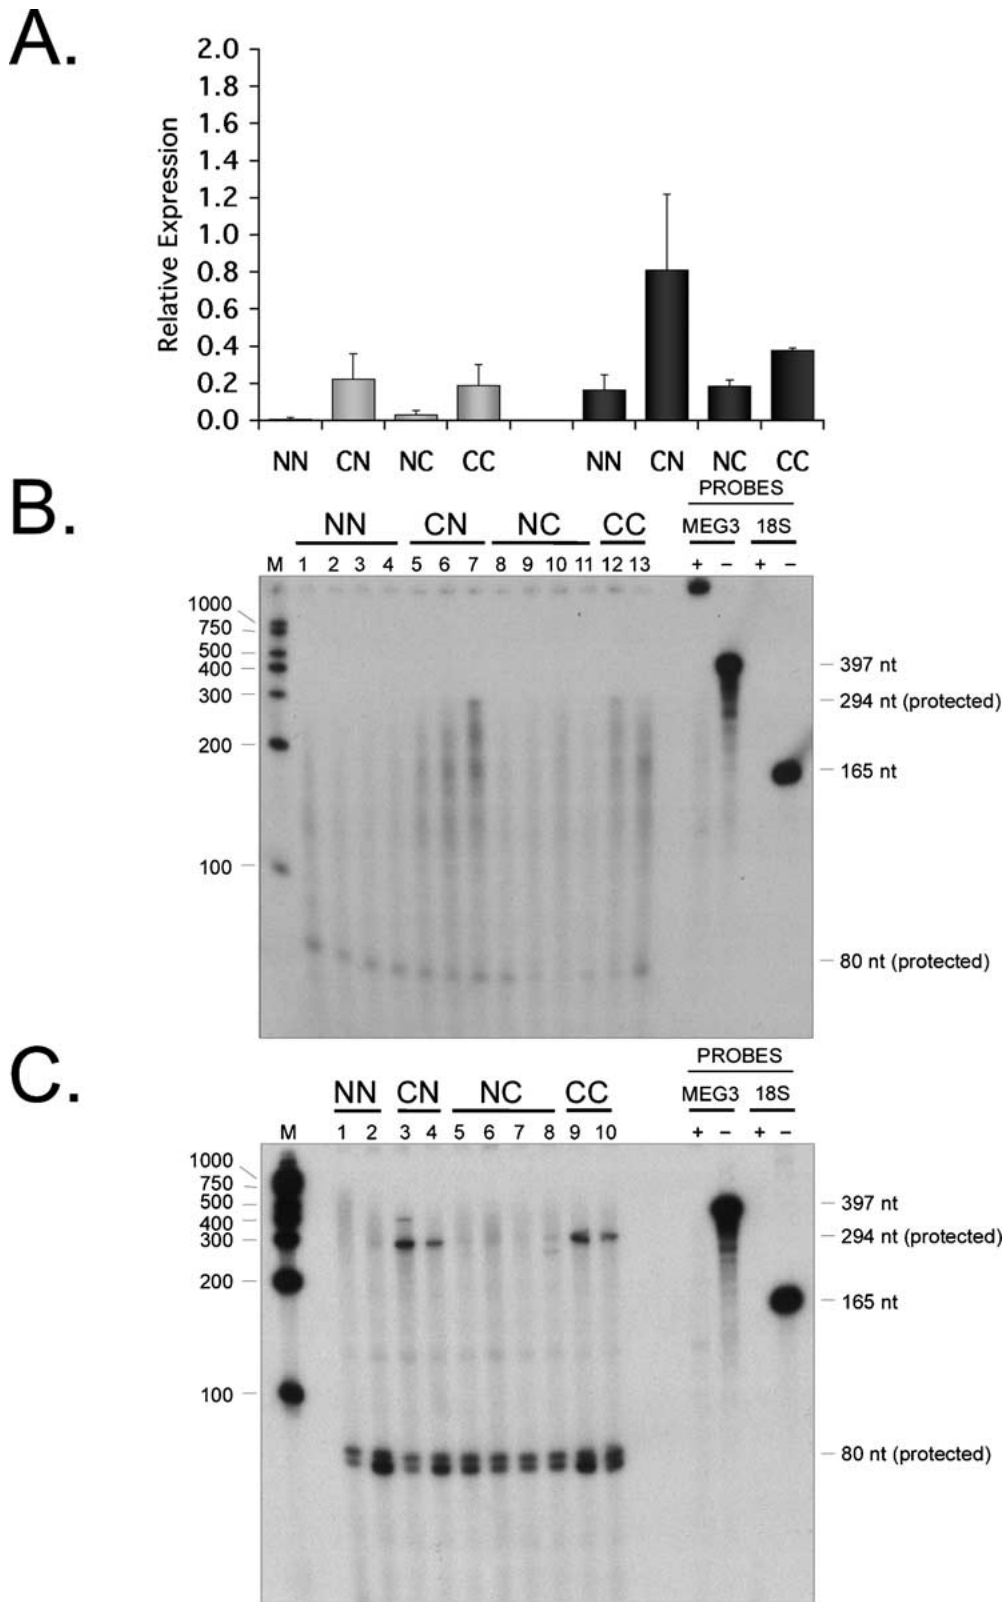 A.
Relative Expression
2.0
1.8
1.6
1.4
1.2
1.0
0.8
0.6
0.4
0.2
0.0
NN CN NC CC NN CN NC CC
B.
PROBES
NN CN NC CC MEG3 18S
M 1 2 3 4 5 6 7 8 9 10 11 12 13 + − + −
1000
750
500
400
300
200
100
397 nt
294 nt (protected)
165 nt
80 nt (protected)
C.
PROBES
NN CN NC CC MEG3 18S
M 1 2 3 4 5 6 7 8 9 10 + − + −
1000
750
500
400
300
200
100
397 nt
294 nt (protected)
165 nt
80 nt (protected)